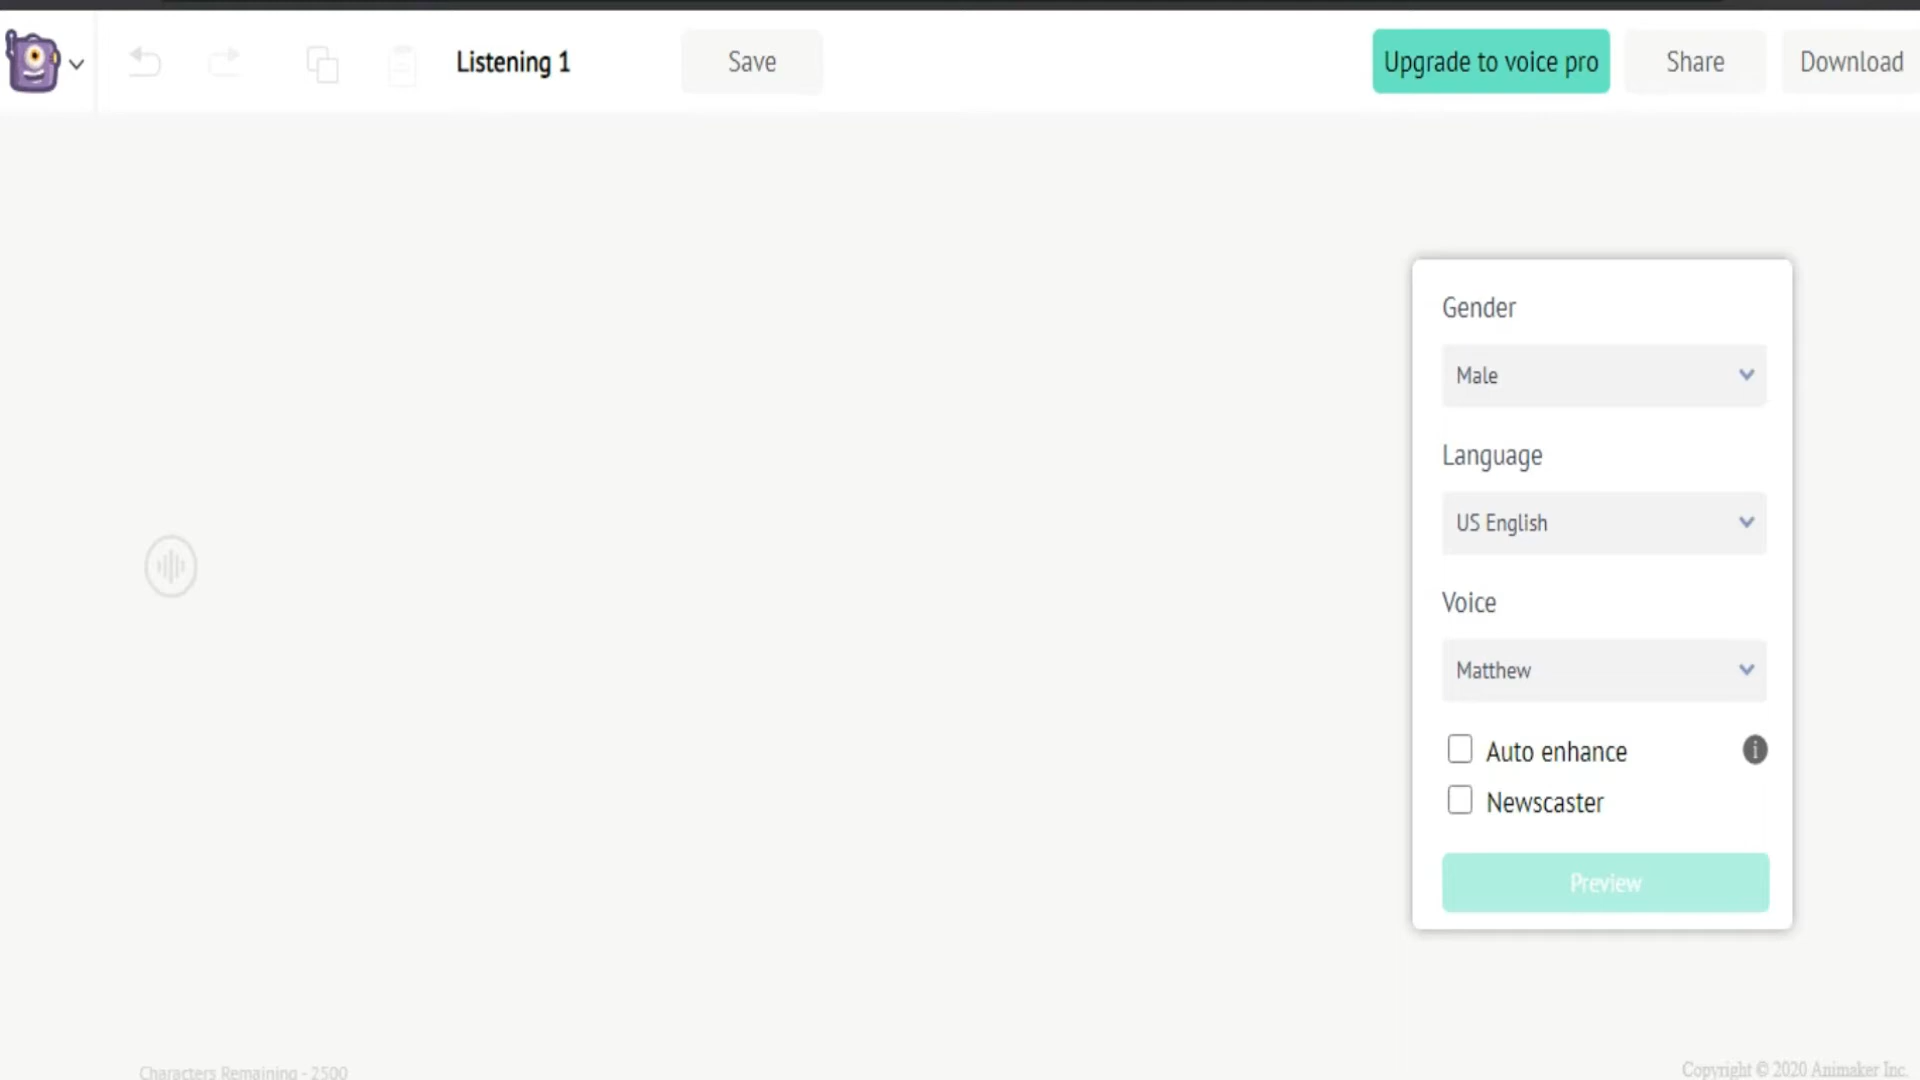 Listening 1
Save
Upgrade to voice pro
Share
Download
Gender
Male
Language
US English
Voice
Matthew
Auto enhance
Newscaster
Preview
Characters Remaining - 2500
Copyright © 2020 Animaker Inc.